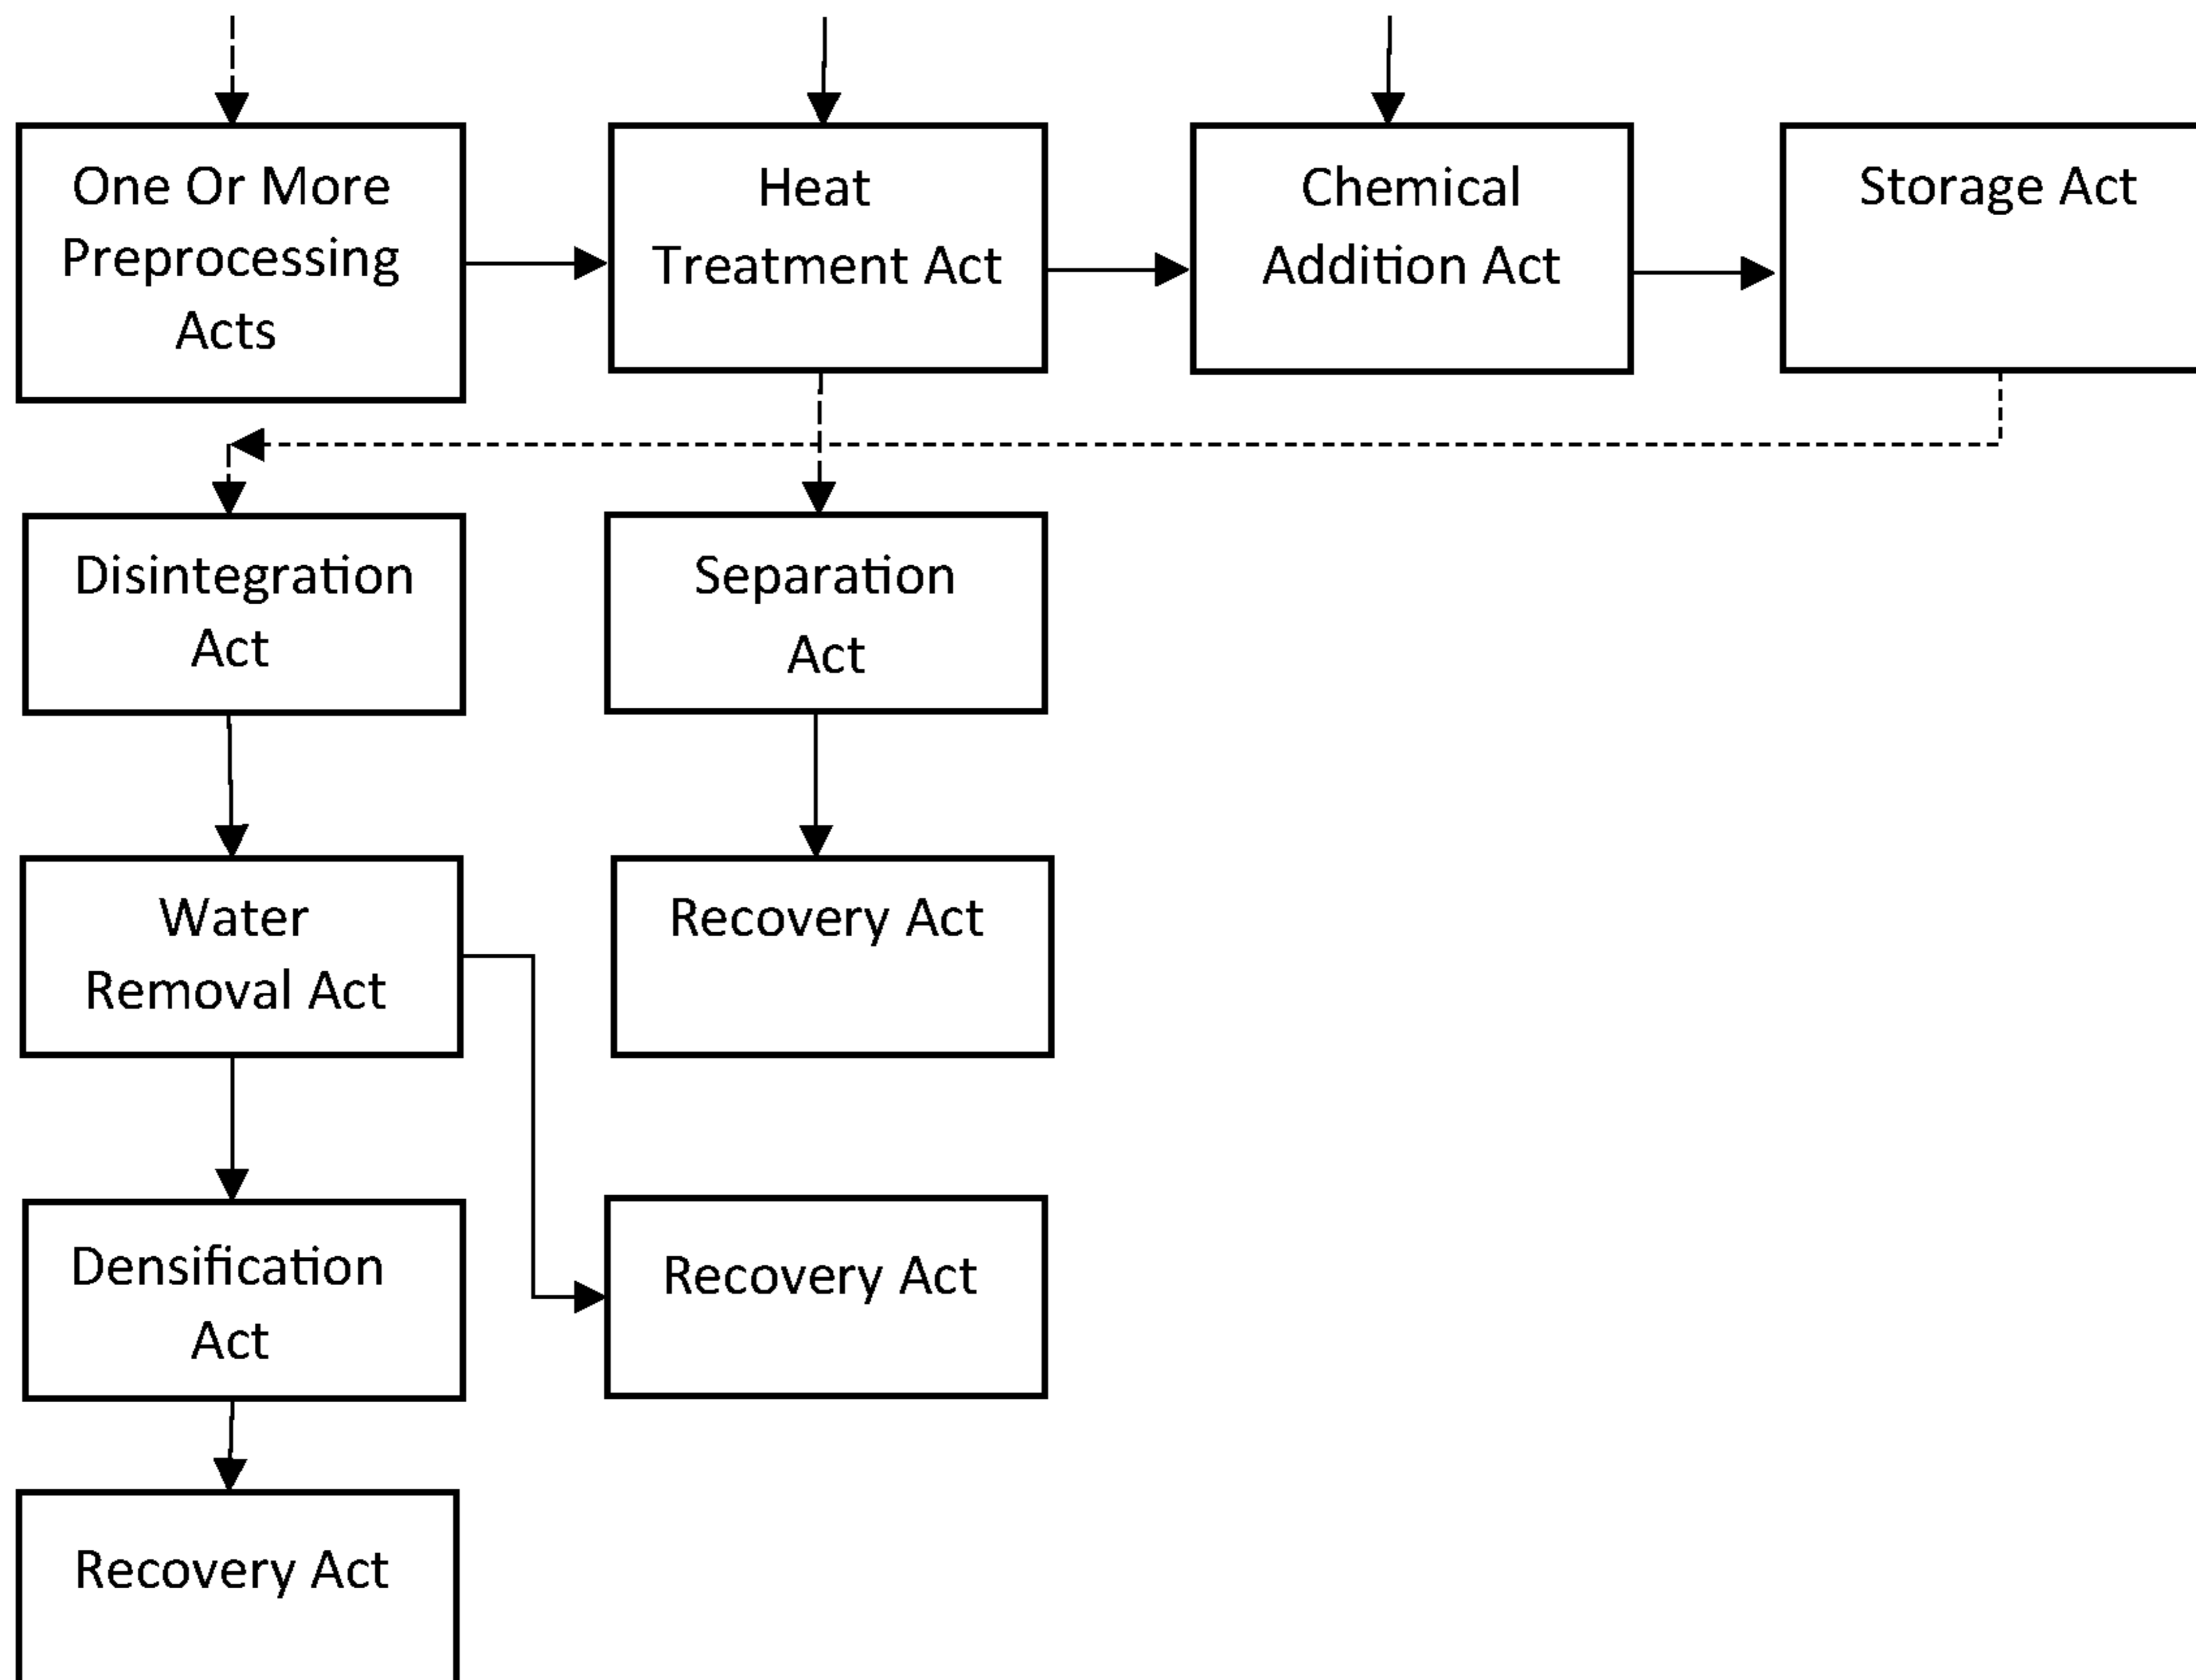 One Or More
Preprocessing
Acts
Heat
Treatment Act
Chemical
Addition Act
Storage Act
Disintegration
Act
Separation
Act
Water
Removal Act
Recovery Act
Densification
Act
Recovery Act
Recovery Act